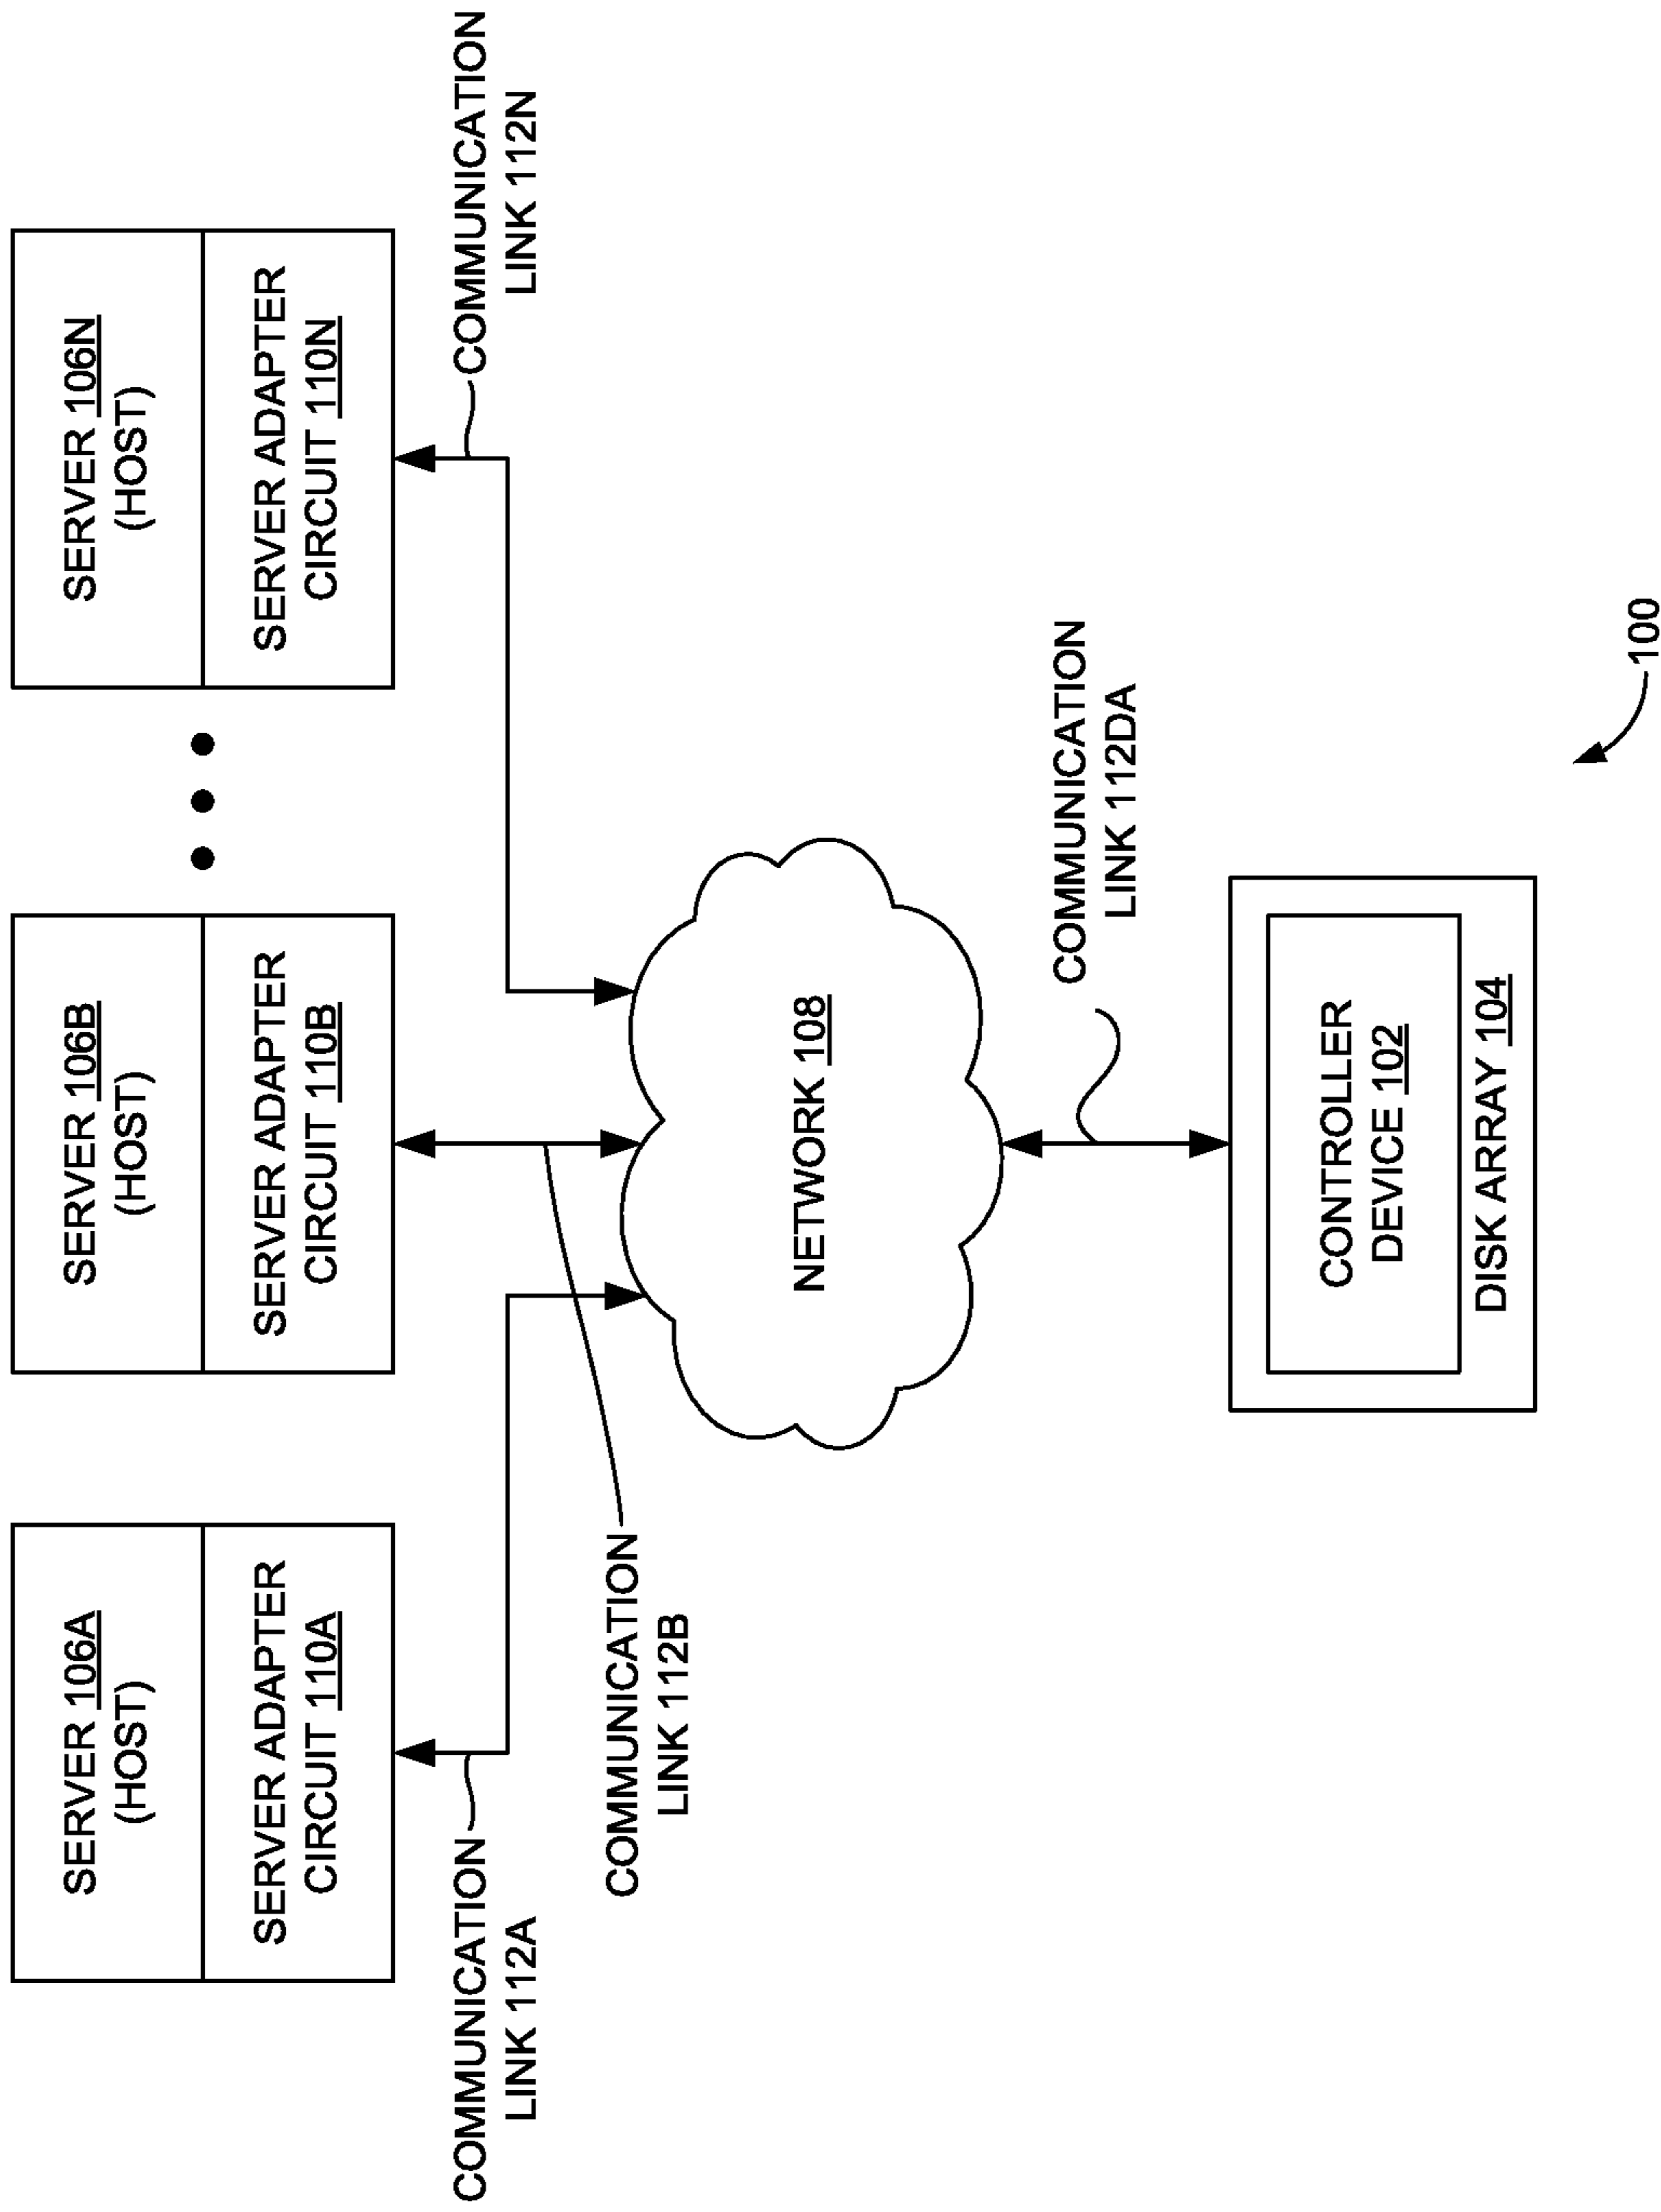 SERVER 106A
(HOST)
SERVER ADAPTER
CIRCUIT 110A
SERVER 106B
(HOST)
SERVER ADAPTER
CIRCUIT 110B
SERVER 106N
(HOST)
SERVER ADAPTER
CIRCUIT 110N
COMMUNICATION
LINK 112A
COMMUNICATION
LINK 112B
COMMUNICATION
LINK 112N
NETWORK 108
COMMUNICATION
LINK 112DA
CONTROLLER
DEVICE 102
DISK ARRAY 104
100